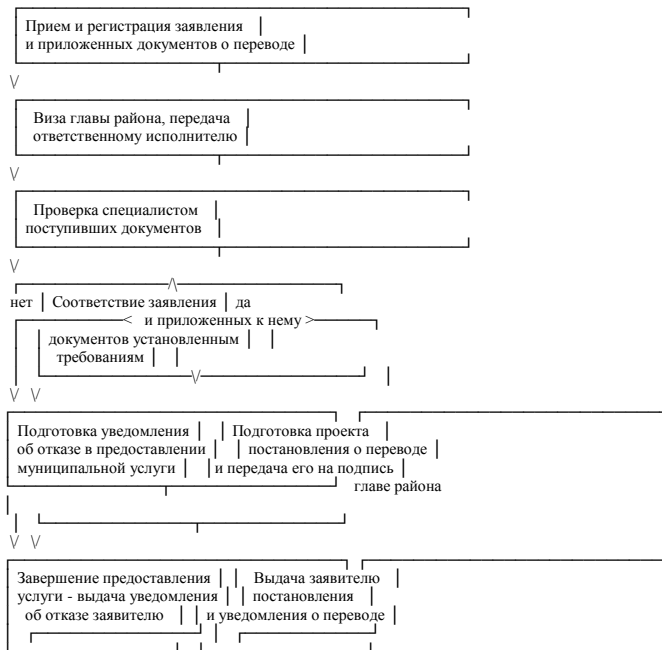 Прием и регистрация заявления
и приложенных документов о переводе
Виза главы района, передача
ответственному исполнителю
Проверка специалистом
поступивших документов
нет Соответствие заявления да
и приложенных к нему
документов установленным
требованиям
Подготовка уведомления Подготовка проекта
об отказе в предоставлении постановления о переводе
муниципальной услуги и передача его на подпись
главе района
Завершение предоставления Выдача заявителю
услуги - выдача уведомления постановления
об отказе заявителю и уведомления о переводе